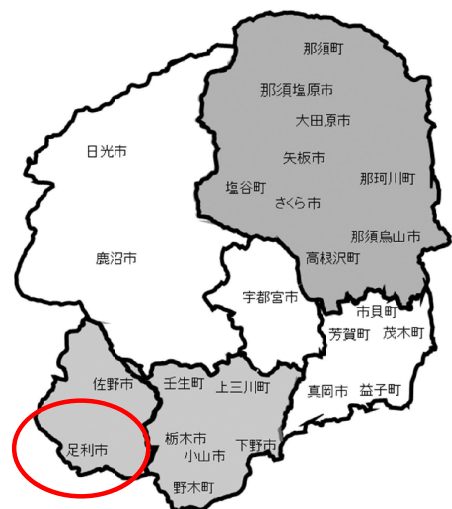 那須町
那須塩原市
大田原市
日光市
矢板市
那珂川町
塩谷町
さくら市
那須烏山市
鹿沼市
高根沢町
宇都宮市
市貝町
芳賀町
茂木町
佐野市
壬生町
上三川町
真岡市
益子町
足利市
栃木市
下野市
小山市
野木町